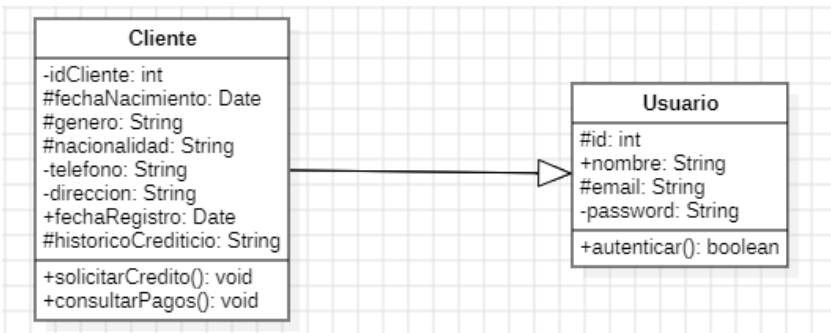 Cliente
-idCliente: int
#fechaNacimiento: Date
#genero: String
#nacionalidad: String
-telefono: String
-direccion: String
+fechaRegistro: Date
#historicoCrediticio: String
+solicitarCredito(): void
+consultarPagos(): void
Usuario
#id: int
+nombre: String
#email: String
-password: String
+autenticar(): boolean